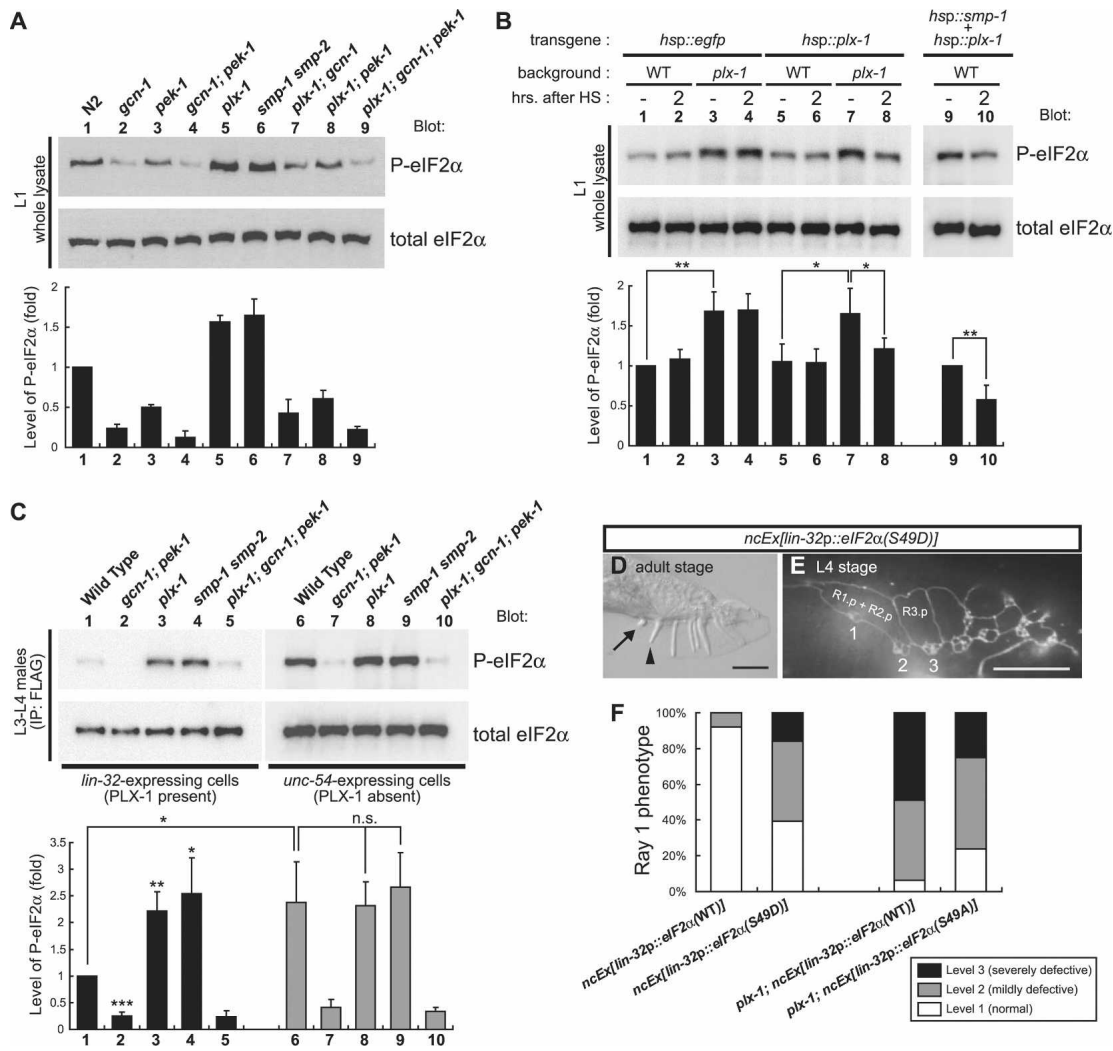 A
N2
gcn-1
pek-1
gcn-1; pek-1
plx-1
smp-1 smp-2
plx-1; gcn-1
plx-1; pek-1
plx-1; gcn-1; pek-1
1 2 3 4 5 6 7 8 9 Blot:
P-eIF2α
total eIF2α
L1
whole lysate
Level of P-eIF2α (fold)
2
1.5
1
0.5
0
1 2 3 4 5 6 7 8 9
B
transgene : hsp::egfp hsp::plx-1
hsp::smp-1
+
hsp::plx-1
background : WT plx-1 WT plx-1 WT
hrs. after HS : - 2 - 2 - 2 - 2 - 2
1 2 3 4 5 6 7 8 9 10 Blot:
P-eIF2α
total eIF2α
L1
whole lysate
** * * **
Level of P-eIF2α (fold)
2
1.5
1
0.5
0
1 2 3 4 5 6 7 8 9 10
C
Wild Type
gcn-1; pek-1
plx-1
smp-1 smp-2
plx-1; gcn-1; pek-1
Wild Type
gcn-1; pek-1
plx-1
smp-1 smp-2
plx-1; gcn-1; pek-1
1 2 3 4 5 6 7 8 9 10 Blot:
P-eIF2α
total eIF2α
L3-L4 males
(IP: FLAG)
lin-32-expressing cells
(PLX-1 present)
unc-54-expressing cells
(PLX-1 absent)
* n.s.
*** ** *
Level of P-eIF2α (fold)
3.5
3
2.5
2
1.5
1
0.5
0
1 2 3 4 5 6 7 8 9 10
ncEx[lin-32p::eIF2α(S49D)]
D adult stage
E L4 stage
R1.p + R2.p
R3.p
1
2 3
F
Ray 1 phenotype
100%
80%
60%
40%
20%
0%
ncEx[lin-32p::eIF2α(WT)]
ncEx[lin-32p::eIF2α(S49D)]
plx-1; ncEx[lin-32p::eIF2α(WT)]
plx-1; ncEx[lin-32p::eIF2α(S49A)]
Level 3 (severely defective)
Level 2 (mildly defective)
Level 1 (normal)